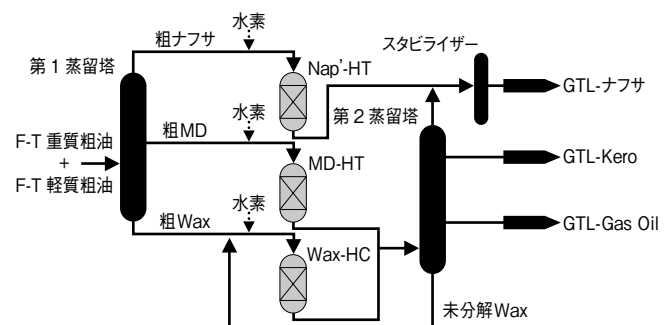 水素
粗ナフサ
スタビライザー
第1蒸留塔
Nap'-HT
GTL-ナフサ
水素
第2蒸留塔
F-T 重質粗油
+
F-T 軽質粗油
粗MD
MD-HT
GTL-Kero
水素
粗Wax
GTL-Gas Oil
Wax-HC
未分解Wax